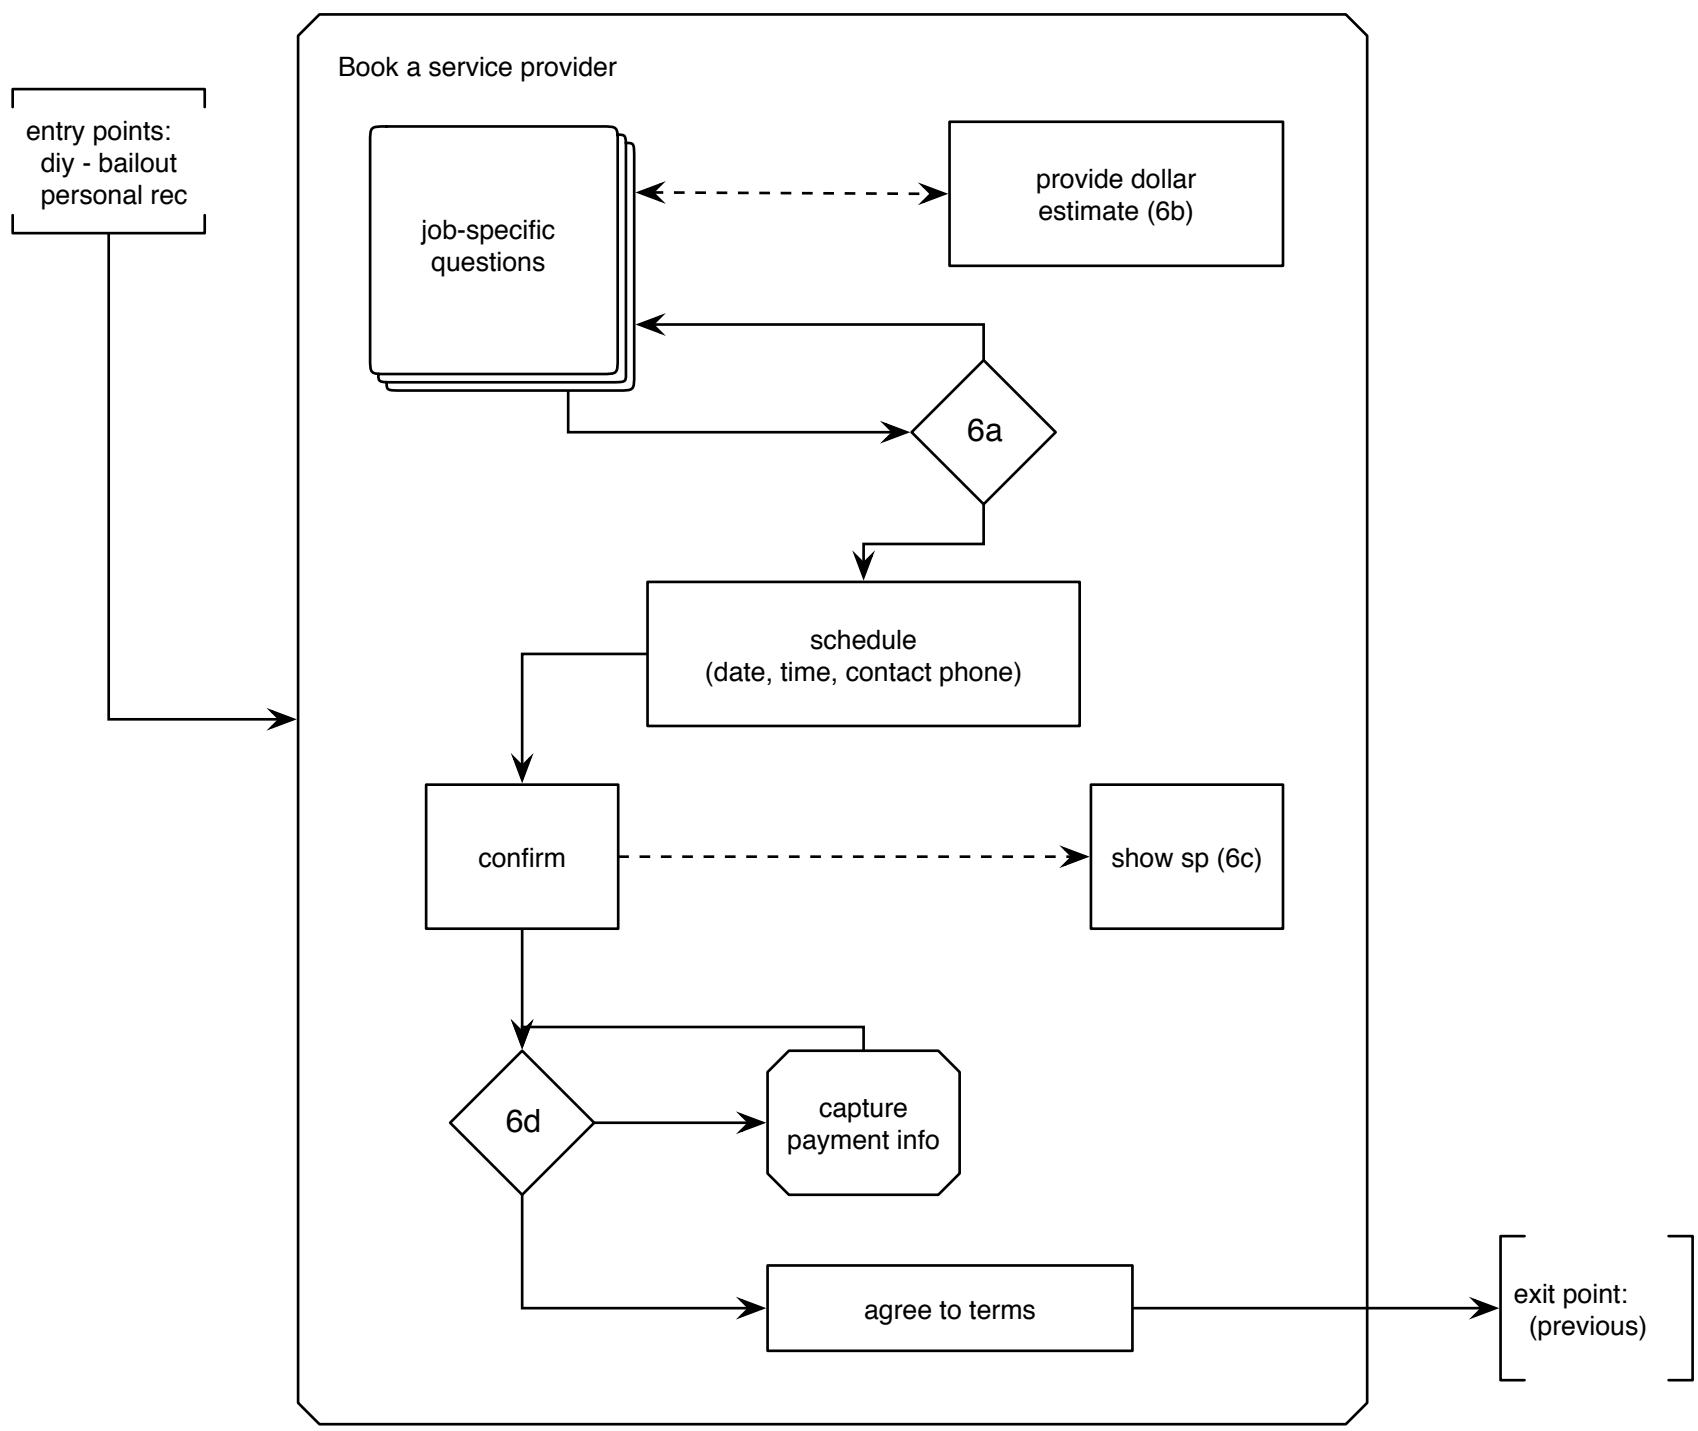 Book a service provider
entry points:
diy - bailout
personal rec
job-specific
questions
provide dollar
estimate (6b)
6a
schedule
(date, time, contact phone)
confirm
show sp (6c)
6d
capture
payment info
agree to terms
exit point:
(previous)